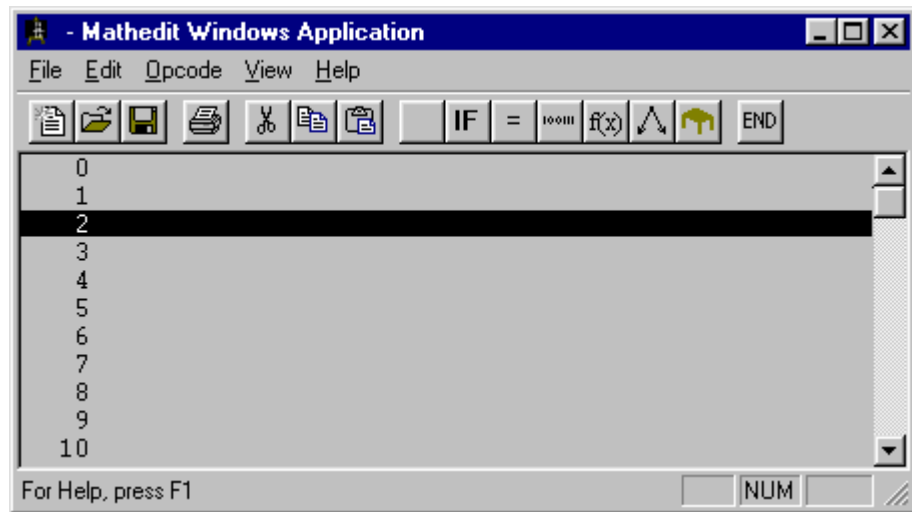 - Mathedit Windows Application
File Edit Opcode View Help
IF = f(x) END
0
1
2
3
4
5
6
7
8
9
10
For Help, press F1 NUM